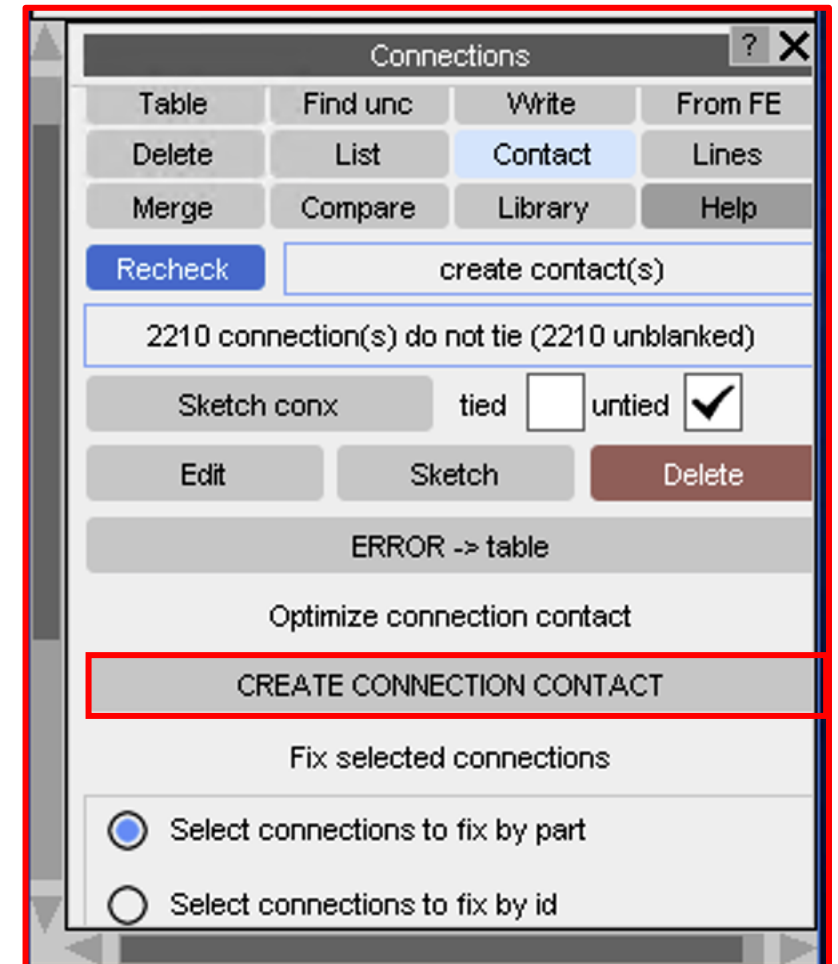 Connections ?
Table Find unc Write From FE
Delete List Contact Lines
Merge Compare Library Help
Recheck create contact(s)
2210 connection(s) do not tie (2210 unblanked)
Sketch conx tied untied
Edit Sketch Delete
ERROR -> table
Optimize connection contact
CREATE CONNECTION CONTACT
Fix selected connections
Select connections to fix by part
Select connections to fix by id